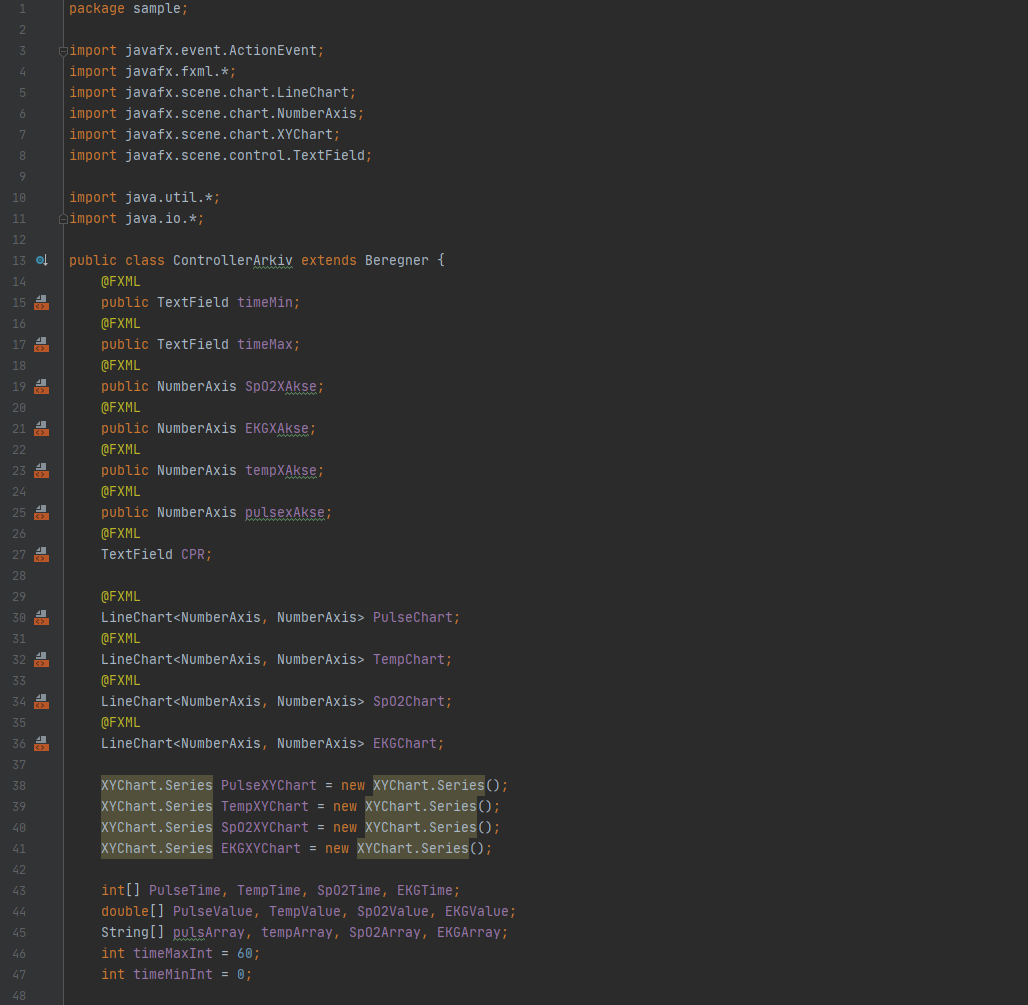 1 package sample;
2
3 import javafx.event.ActionEvent;
4 import javafx.fxml.*;
5 import javafx.scene.chart.LineChart;
6 import javafx.scene.chart.NumberAxis;
7 import javafx.scene.chart.XYChart;
8 import javafx.scene.control.TextField;
9
10 import java.util.*;
11 import java.io.*;
12
13 public class ControllerArkiv extends Beregner {
14 @FXML
15 public TextField timeMin;
16 @FXML
17 public TextField timeMax;
18 @FXML
19 public NumberAxis SpO2XAkse;
20 @FXML
21 public NumberAxis EKGXAkse;
22 @FXML
23 public NumberAxis tempXAkse;
24 @FXML
25 public NumberAxis pulsexAkse;
26 @FXML
27 TextField CPR;
28
29 @FXML
30 LineChart<NumberAxis, NumberAxis> PulseChart;
31 @FXML
32 LineChart<NumberAxis, NumberAxis> TempChart;
33 @FXML
34 LineChart<NumberAxis, NumberAxis> SpO2Chart;
35 @FXML
36 LineChart<NumberAxis, NumberAxis> EKGChart;
37
38 XYChart.Series PulseXYChart = new XYChart.Series();
39 XYChart.Series TempXYChart = new XYChart.Series();
40 XYChart.Series SpO2XYChart = new XYChart.Series();
41 XYChart.Series EKGXYChart = new XYChart.Series();
42
43 int[] PulseTime, TempTime, SpO2Time, EKGTime;
44 double[] PulseValue, TempValue, SpO2Value, EKGValue;
45 String[] pulsArray, tempArray, SpO2Array, EKGArray;
46 int timeMaxInt = 60;
47 int timeMinInt = 0;
48